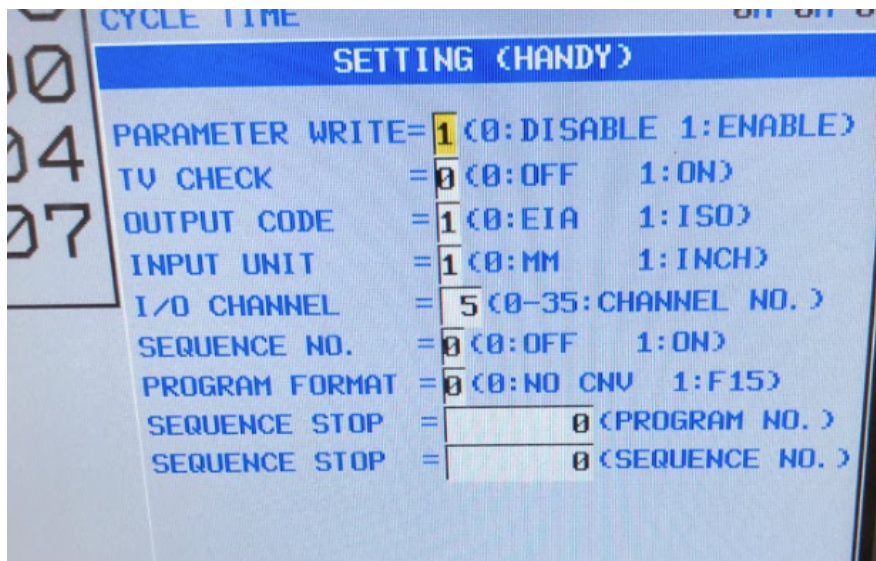 CYCLE TIME
SETTING (HANDY)
04
07
PARAMETER WRITE=1(0:DISABLE 1:ENABLE)
TV CHECK =0(0:OFF 1:ON)
OUTPUT CODE =1(0:EIA 1:ISO)
INPUT UNIT =1(0:MM 1:INCH)
I/O CHANNEL = 5(0-35:CHANNEL NO.)
SEQUENCE NO. =0(0:OFF 1:ON)
PROGRAM FORMAT =0(0:NO CNV 1:F15)
SEQUENCE STOP = 0(PROGRAM NO.)
SEQUENCE STOP = 0(SEQUENCE NO.)